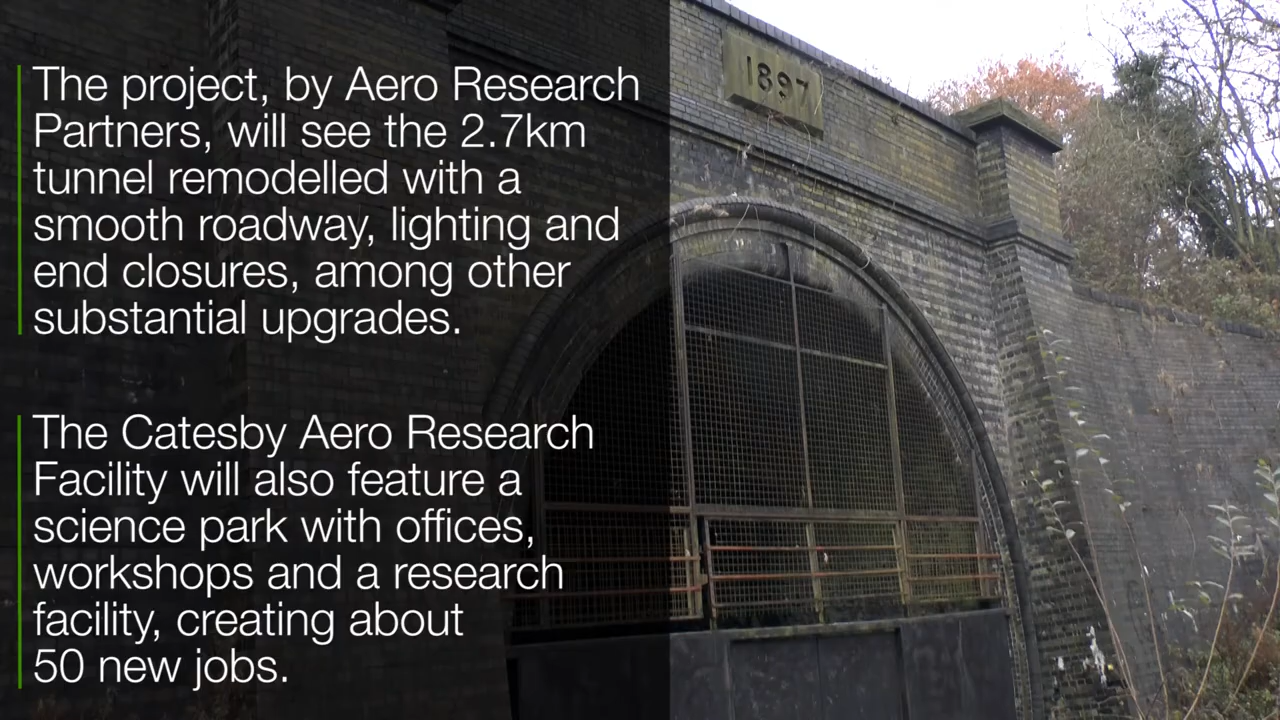 The project, by Aero Research
Partners, will see the 2.7km
tunnel remodelled with a
smooth roadway, lighting and
end closures, among other
substantial upgrades.
The Catesby Aero Research
Facility will also feature a
science park with offices,
workshops and a research
facility, creating about
50 new jobs.
1897